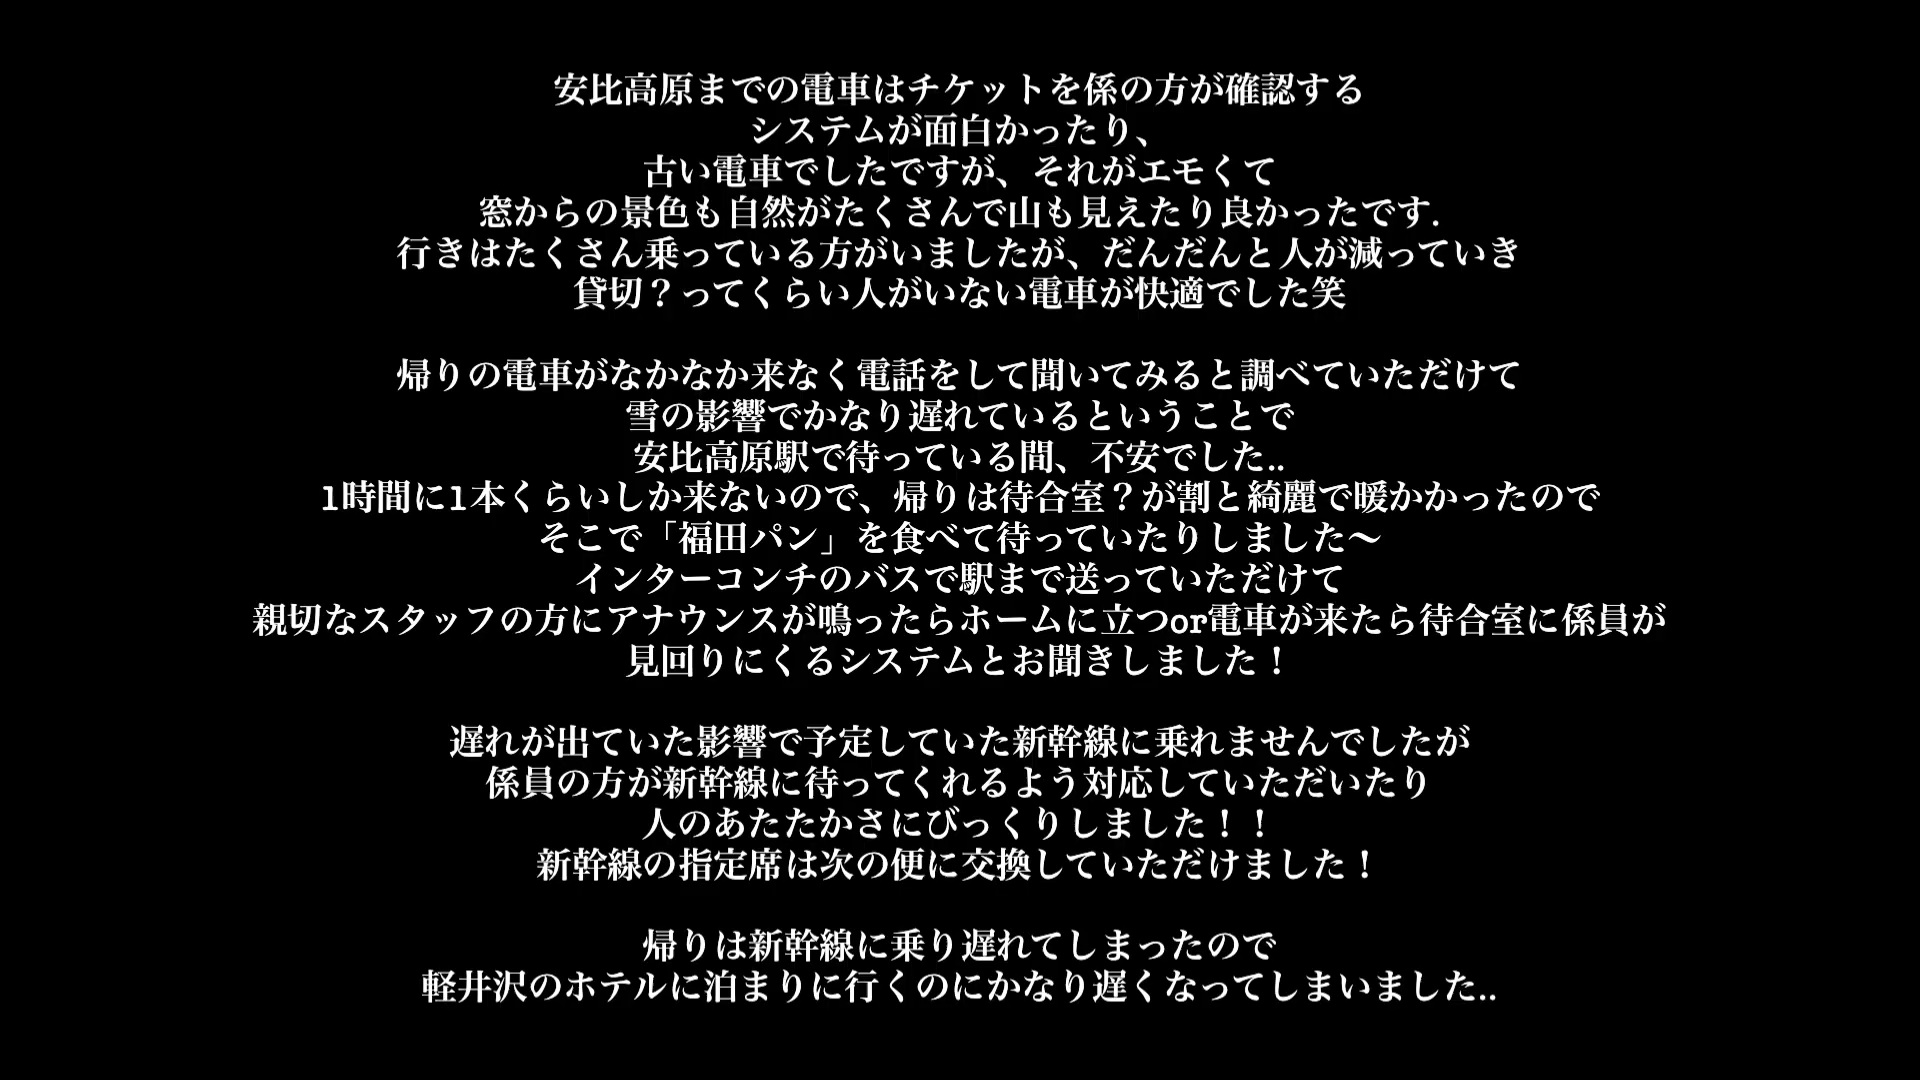 安比高原までの電車はチケットを係の方が確認する
システムが面白かったり、
古い電車でしたですが、それがエモくて
窓からの景色も自然がたくさんで山も見えたり良かったです.
行きはたくさん乗っている方がいましたが、だんだんと人が減っていき
貸切？ってくらい人がいない電車が快適でした笑
帰りの電車がなかなか来なく電話をして聞いてみると調べていただけて
雪の影響でかなり遅れているということで
安比高原駅で待っている間、不安でした..
1時間に1本くらいしか来ないので、帰りは待合室？が割と綺麗で暖かかったので
そこで「福田パン」を食べて待っていたりしました〜
インターコンチのバスで駅まで送っていただけて
親切なスタッフの方にアナウンスが鳴ったらホームに立つor電車が来たら待合室に係員が
見回りにくるシステムとお聞きしました！
遅れが出ていた影響で予定していた新幹線に乗れませんでしたが
係員の方が新幹線に待ってくれるよう対応していただいたり
人のあたたかさにびっくりしました！！
新幹線の指定席は次の便に交換していただけました！
帰りは新幹線に乗り遅れてしまったので
軽井沢のホテルに泊まりに行くのにかなり遅くなってしまいました..